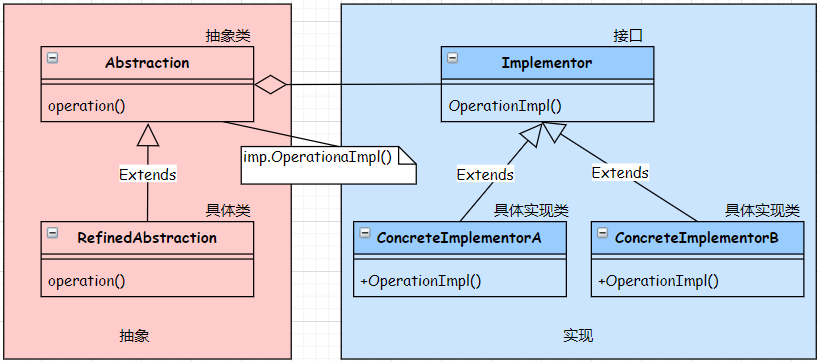 抽象类
接口
Abstraction
Implementor
operation()
OperationImpl()
imp.OperationaImpl()
Extends
Extends
Extends
具体类
具体实现类
具体实现类
RefinedAbstraction
ConcreteImplementorA
ConcreteImplementorB
operation()
+OperationImpl()
+OperationImpl()
抽象
实现